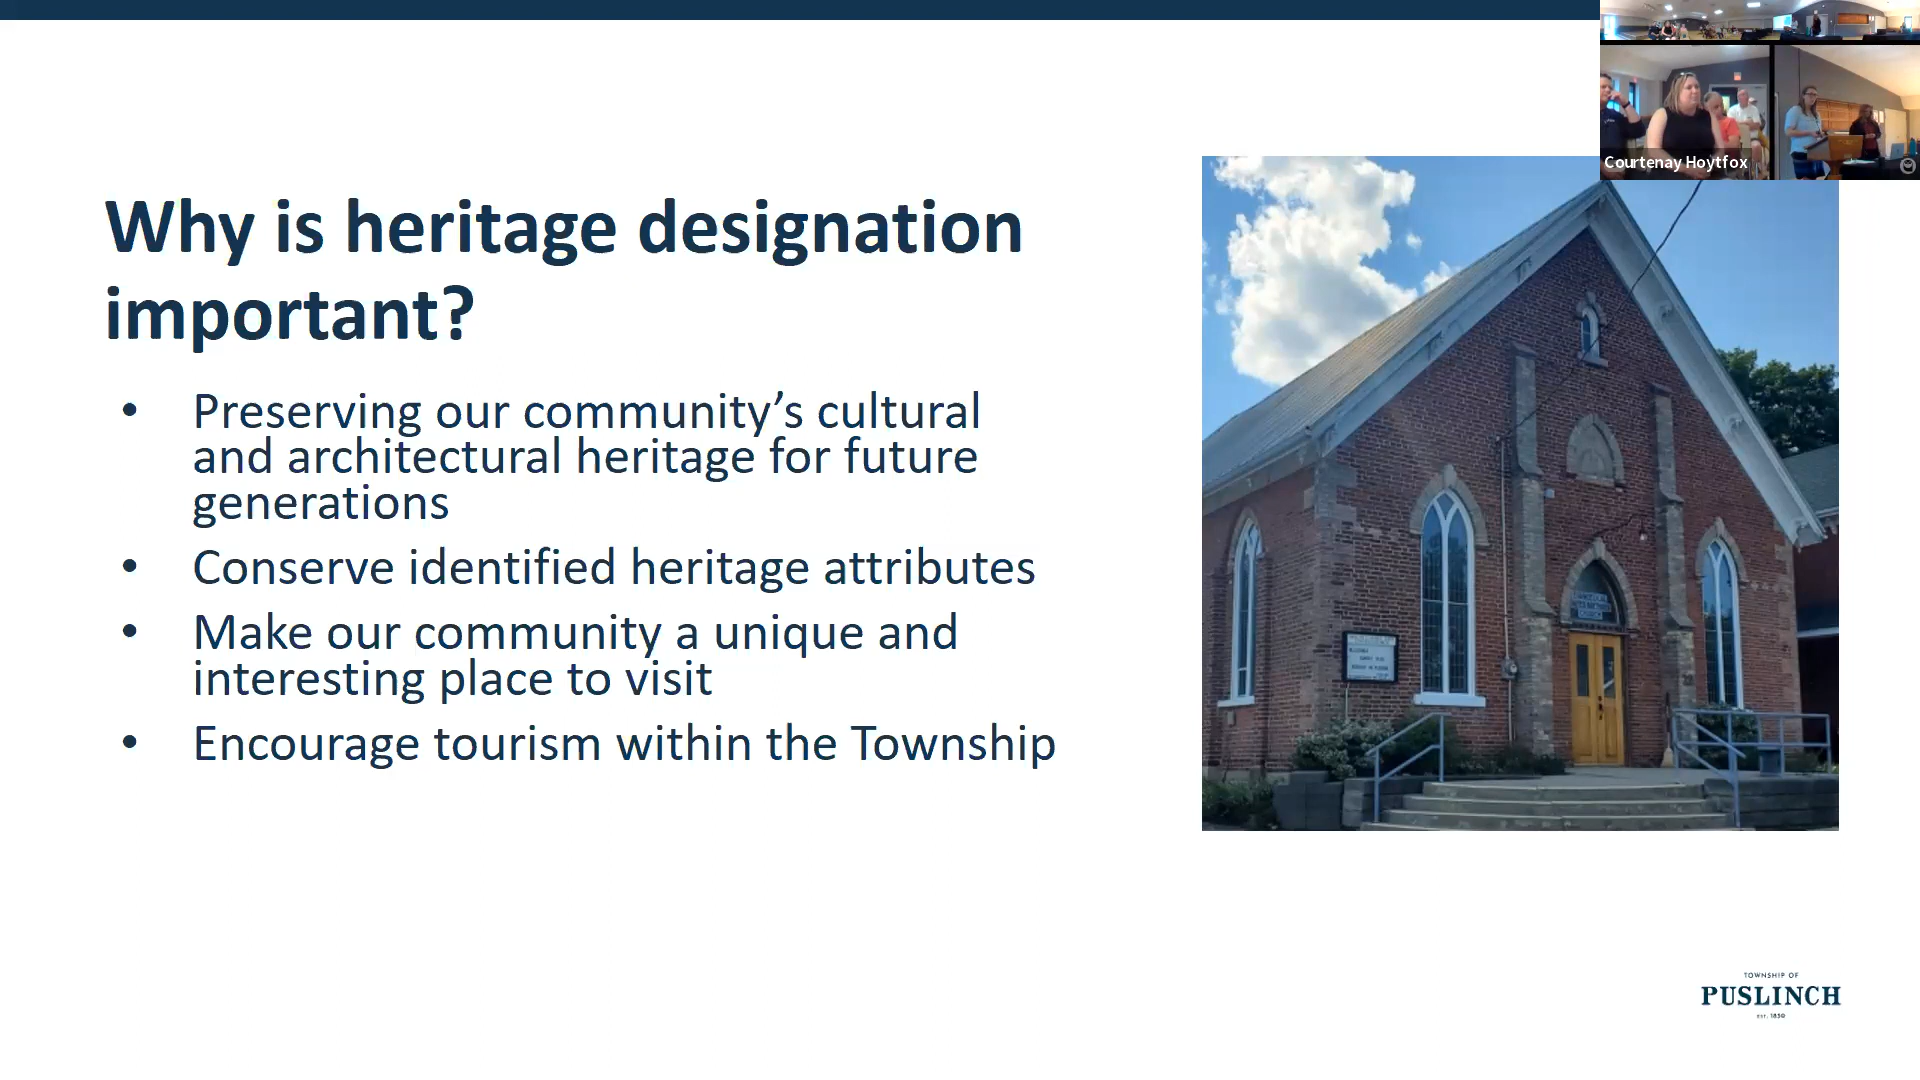 Why is heritage designation
important?
• Preserving our community’s cultural
and architectural heritage for future
generations
• Conserve identified heritage attributes
• Make our community a unique and
interesting place to visit
• Encourage tourism within the Township
Courtenay Hoytfox
TOWNSHIP OF
PUSLINCH
EST. 1850